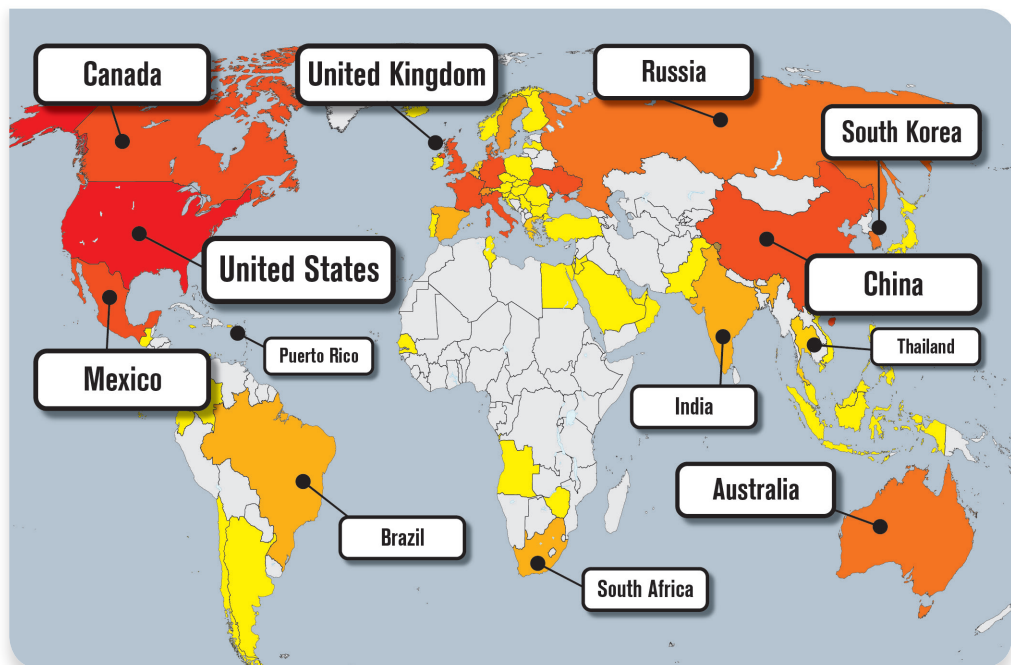 Canada
United Kingdom
Russia
South Korea
United States
China
Puerto Rico
Thailand
Mexico
India
Australia
Brazil
South Africa